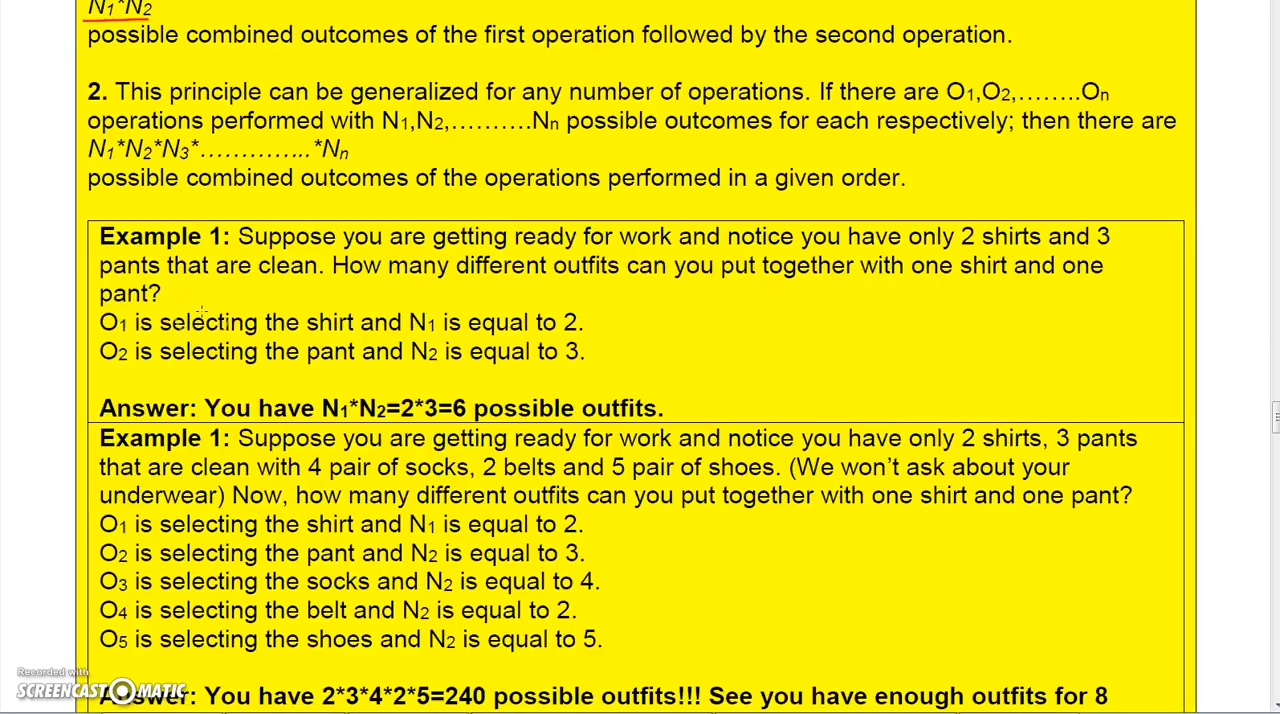 N1*N2
possible combined outcomes of the first operation followed by the second operation.
2. This principle can be generalized for any number of operations. If there are O1,O2,……..On
operations performed with N1,N2,……….Nn possible outcomes for each respectively; then there are
N1*N2*N3*…………..*Nn
possible combined outcomes of the operations performed in a given order.
Example 1: Suppose you are getting ready for work and notice you have only 2 shirts and 3
pants that are clean. How many different outfits can you put together with one shirt and one
pant?
O1 is selecting the shirt and N1 is equal to 2.
O2 is selecting the pant and N2 is equal to 3.
Answer: You have N1*N2=2*3=6 possible outfits.
Example 1: Suppose you are getting ready for work and notice you have only 2 shirts, 3 pants
that are clean with 4 pair of socks, 2 belts and 5 pair of shoes. (We won’t ask about your
underwear) Now, how many different outfits can you put together with one shirt and one pant?
O1 is selecting the shirt and N1 is equal to 2.
O2 is selecting the pant and N2 is equal to 3.
O3 is selecting the socks and N2 is equal to 4.
O4 is selecting the belt and N2 is equal to 2.
O5 is selecting the shoes and N2 is equal to 5.
Recorded with
SCREENCAST-O-MATIC
Answer: You have 2*3*4*2*5=240 possible outfits!!! See you have enough outfits for 8